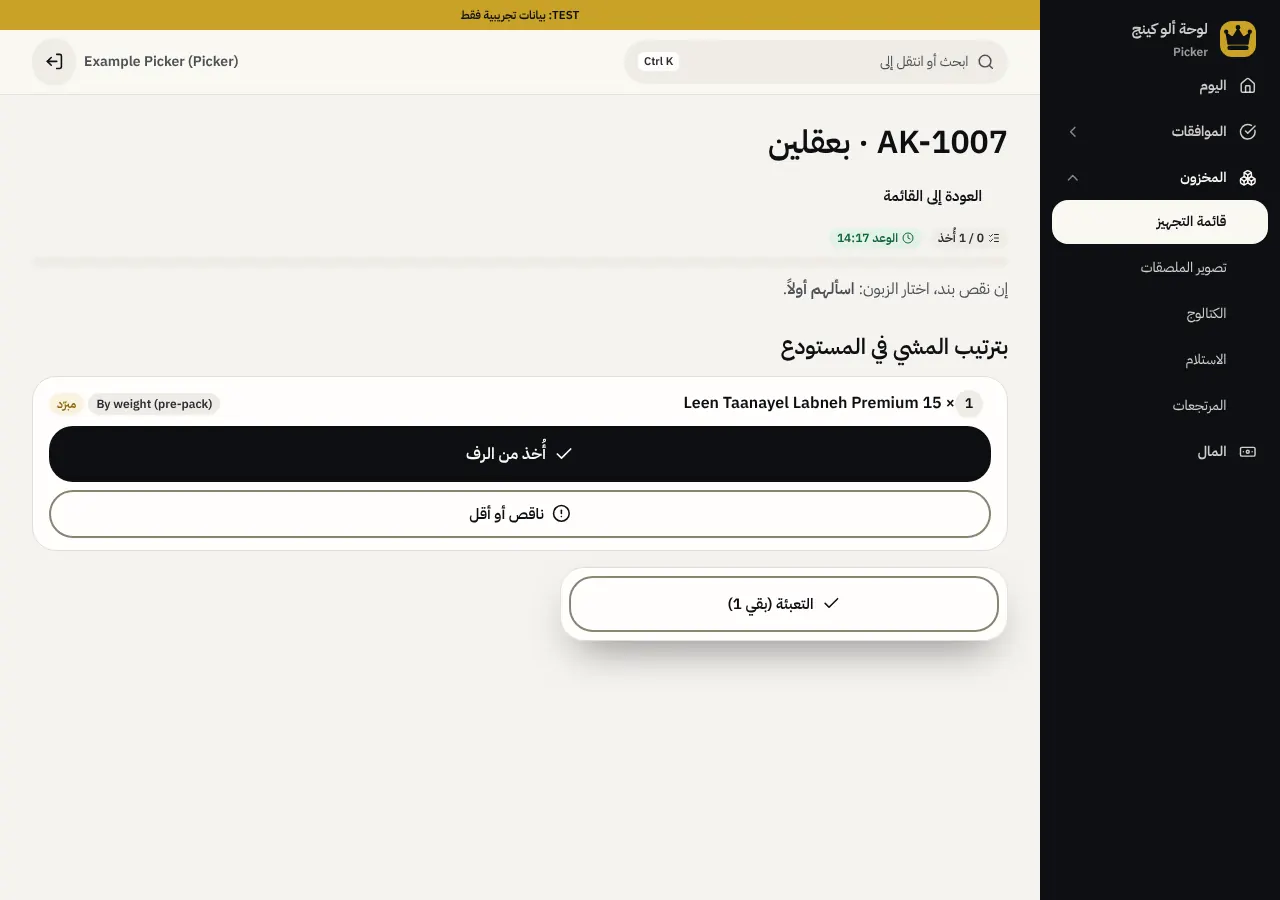 TEST: بيانات تجريبية فقط
لوحة ألو كينج
Picker
اليوم
الموافقات
المخزون
قائمة التجهيز
تصوير الملصقات
الكتالوج
الاستلام
المرتجعات
المال
ابحث أو انتقل إلى
Ctrl K
Example Picker (Picker)
AK-1007 · بعقلين
العودة إلى القائمة
0 / 1 أُخذ
الوعد 14:17
إن نقص بند، اختار الزبون: اسألهم أولاً.
بترتيب المشي في المستودع
1 × Leen Taanayel Labneh Premium 15
By weight (pre-pack)
مبرّد
أُخذ من الرف
ناقص أو أقل
التعبئة (بقي 1)